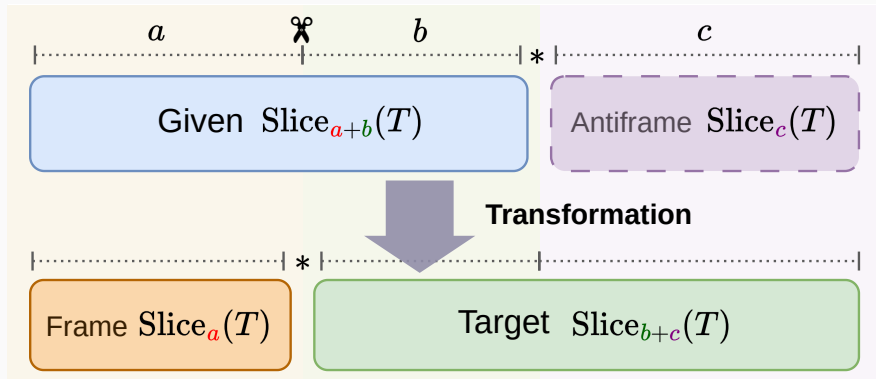 a ✂ b * c
Given Slice_{a+b}(T) Antiframe Slice_c(T)
Transformation
*
Frame Slice_a(T) Target Slice_{b+c}(T)